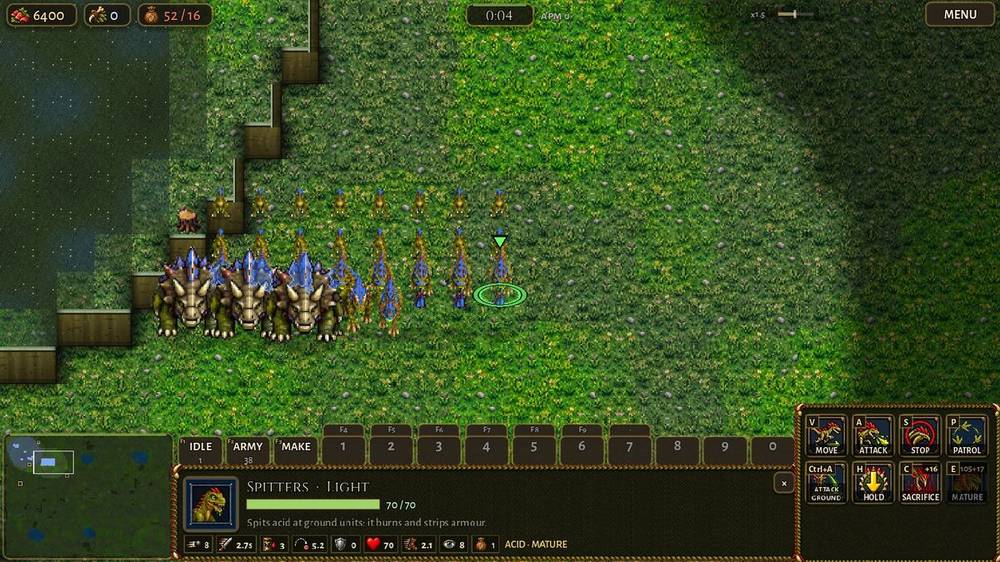 6400 0 52/16 0:04 APM 0 x1.5 MENU
F4 F5 F6 F7 F8 F9
IDLE ARMY MAKE 1 2 3 4 5 6 7 8 9 0
1 38
SPITTERS · LIGHT
70/70
Spits acid at ground units: it burns and strips armour.
8 2.7s 3 5.2 0 70 2.1 8 1 ACID · MATURE
V A S P
MOVE ATTACK STOP PATROL
Ctrl+A H C +16 E 105+17
ATTACK GROUND HOLD SACRIFICE MATURE